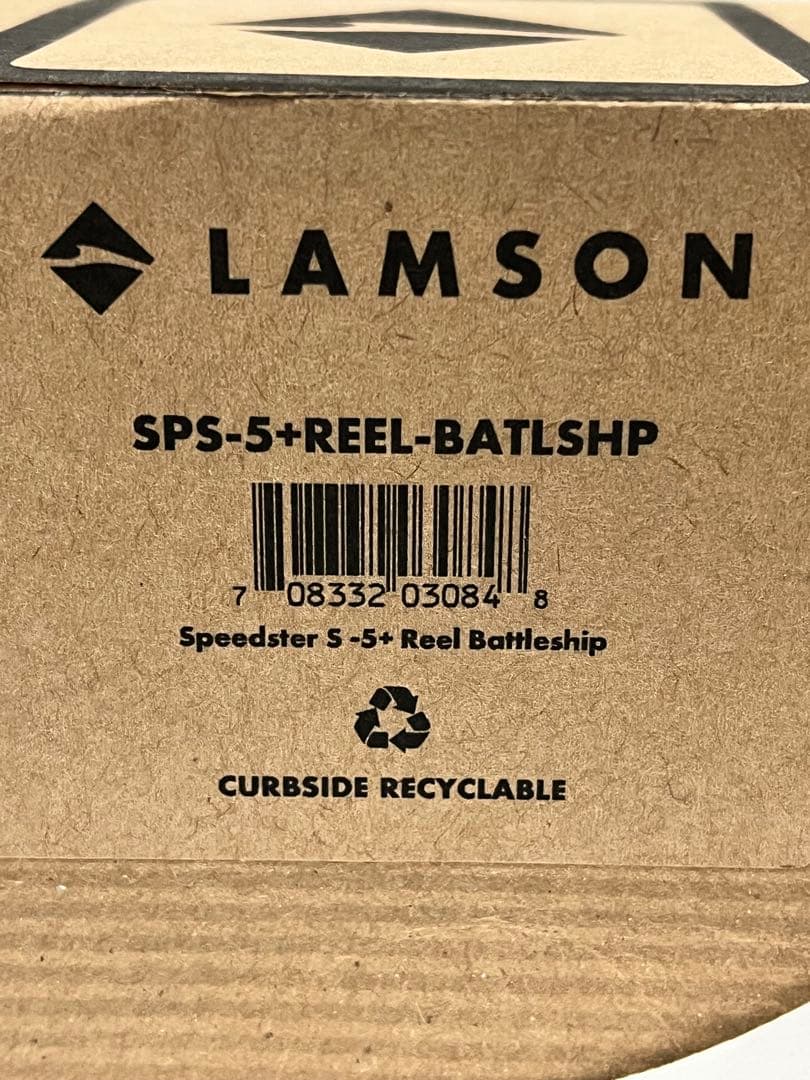 LAMSON
SPS-5+REEL-BATLSHP
7 08332 03084 8
Speedster S -5+ Reel Battleship
CURBSIDE RECYCLABLE